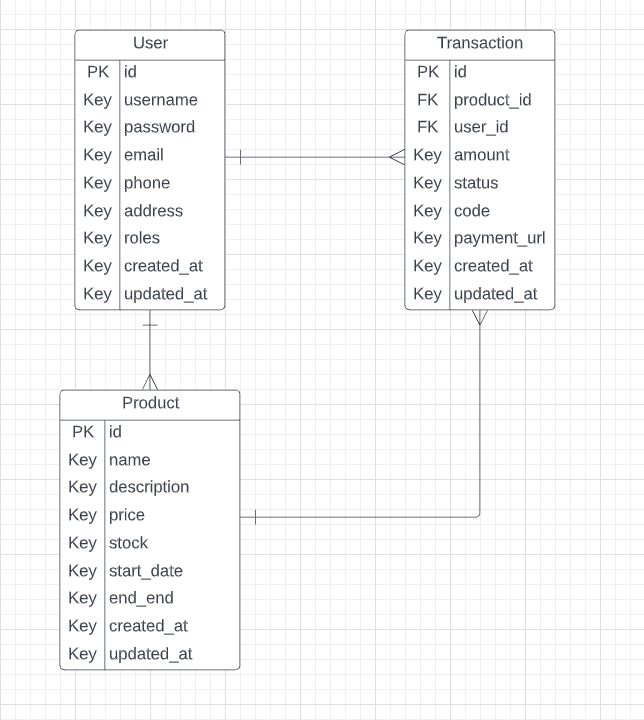 User
PK id
Key username
Key password
Key email
Key phone
Key address
Key roles
Key created_at
Key updated_at
Transaction
PK id
FK product_id
FK user_id
Key amount
Key status
Key code
Key payment_url
Key created_at
Key updated_at
Product
PK id
Key name
Key description
Key price
Key stock
Key start_date
Key end_end
Key created_at
Key updated_at